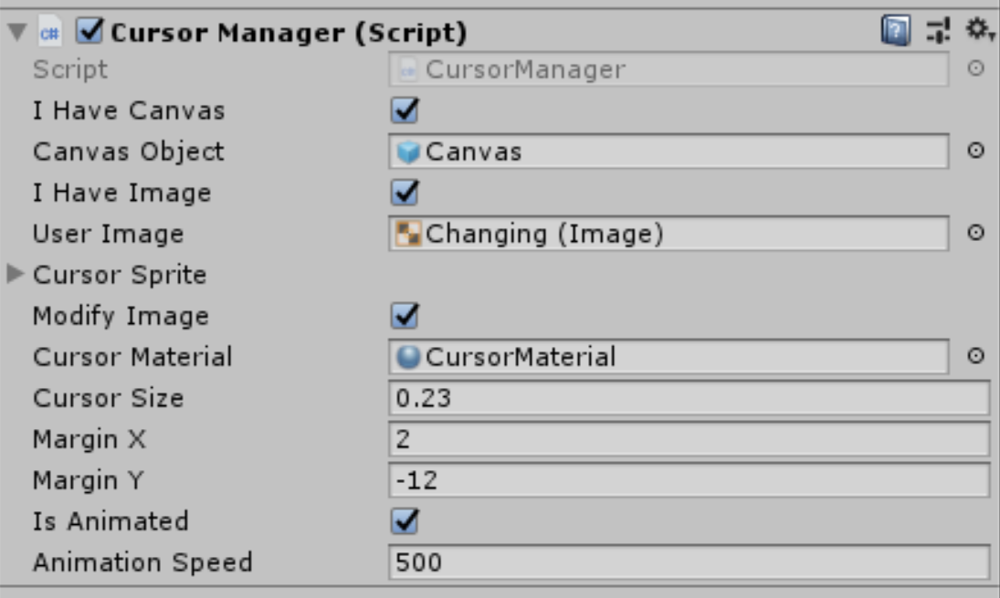 Cursor Manager (Script)
Script CursorManager
I Have Canvas
Canvas Object Canvas
I Have Image
User Image Changing (Image)
Cursor Sprite
Modify Image
Cursor Material CursorMaterial
Cursor Size 0.23
Margin X 2
Margin Y -12
Is Animated
Animation Speed 500